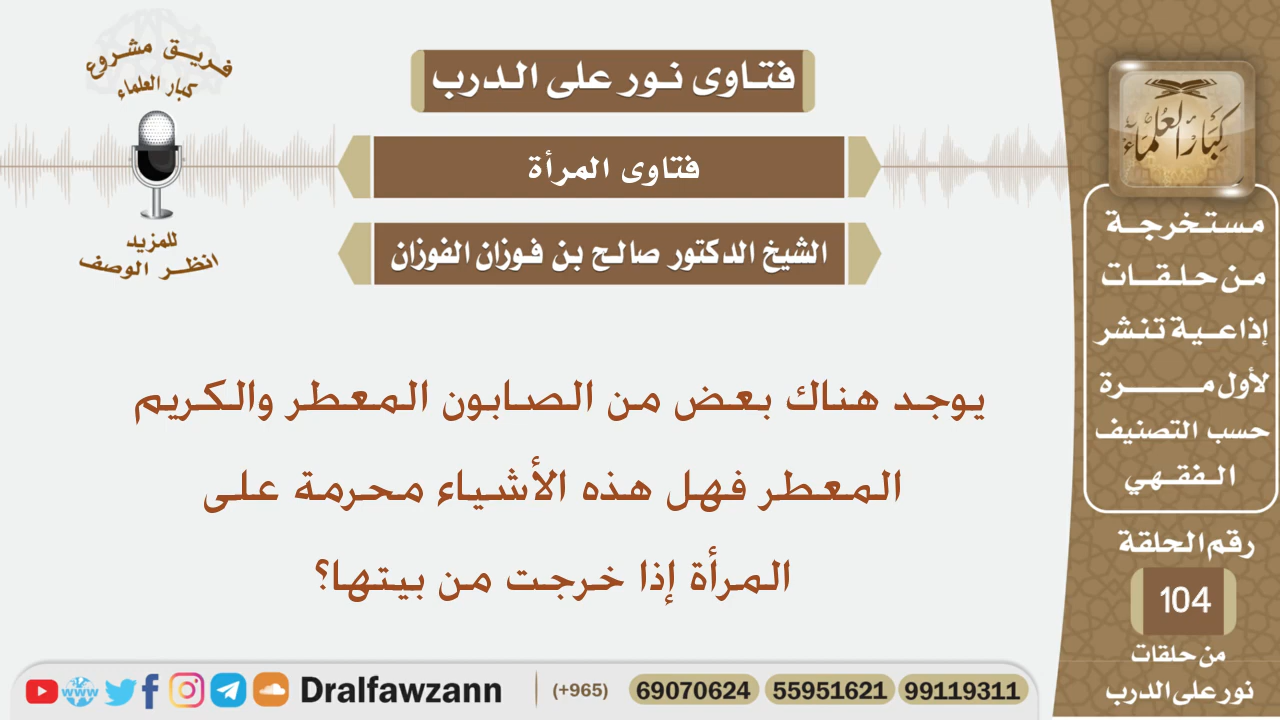 فريق مشروع
كبار العلماء
للمزيد
انظر الوصف
فتاوى نور على الدرب
فتاوى المرأة
الشيخ الدكتور صالح بن فوزان الفوزان
يوجد هناك بعض من الصابون المعطر والكريم
المعطر فهل هذه الأشياء محرمة على
المرأة إذا خرجت من بيتها؟
كبار العلماء
مستخرجة
من حلقات
إذاعية تنشر
لأول مرة
حسب التصنيف
الفقهي
رقم الحلقة
104
من حلقات
نور على الدرب
www Dralfawzann (+965) 69070624 55951621 99119311